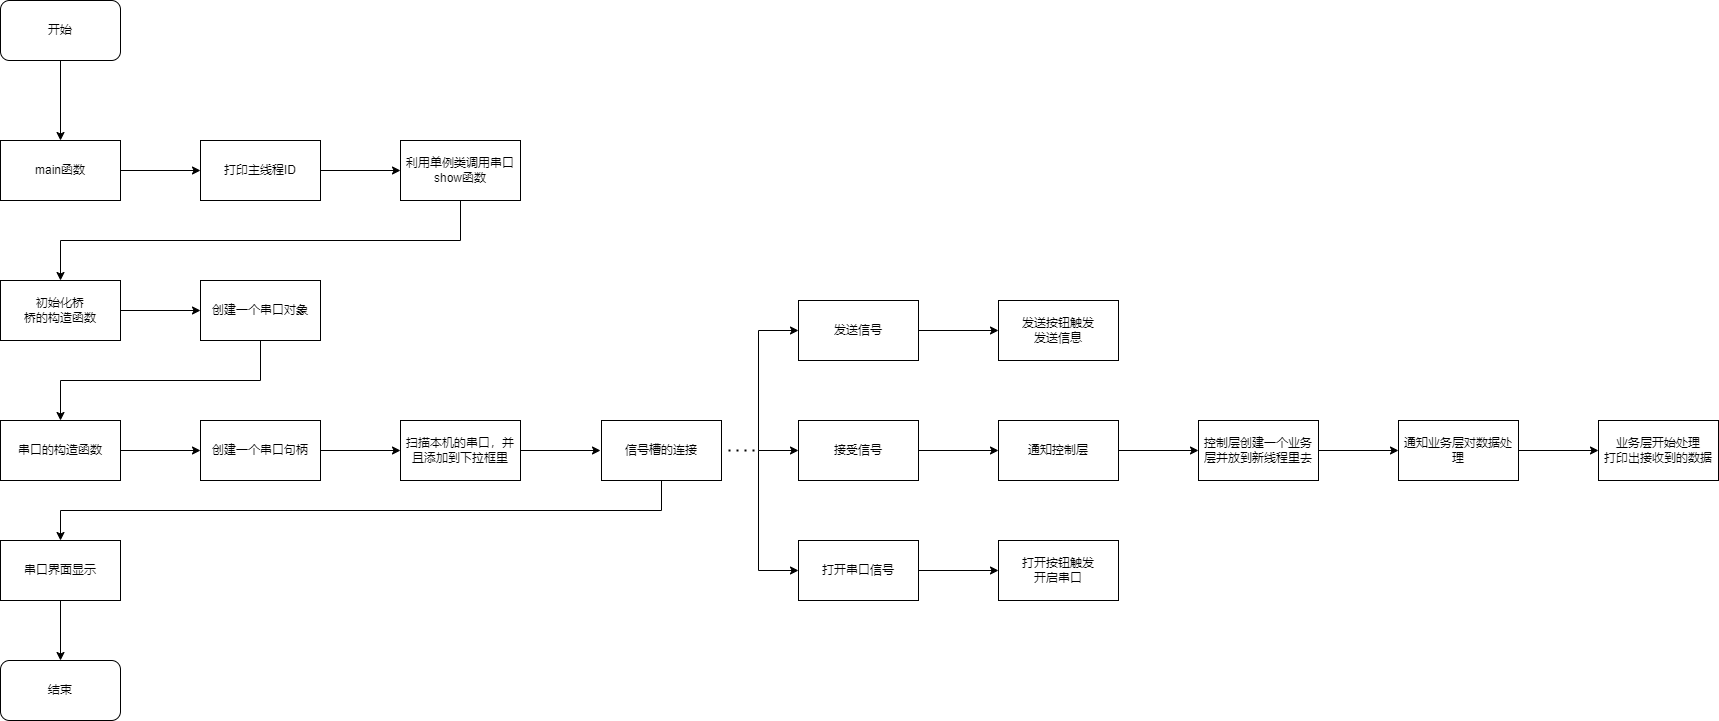 开始
main函数
打印主线程ID
利用单例类调用串口
show函数
初始化桥
桥的构造函数
创建一个串口对象
发送信号
发送按钮触发
发送信息
串口的构造函数
创建一个串口句柄
扫描本机的串口，并
且添加到下拉框里
信号槽的连接
接受信号
通知控制层
控制层创建一个业务
层并放到新线程里去
通知业务层对数据处
理
业务层开始处理
打印出接收到的数据
串口界面显示
打开串口信号
打开按钮触发
开启串口
结束